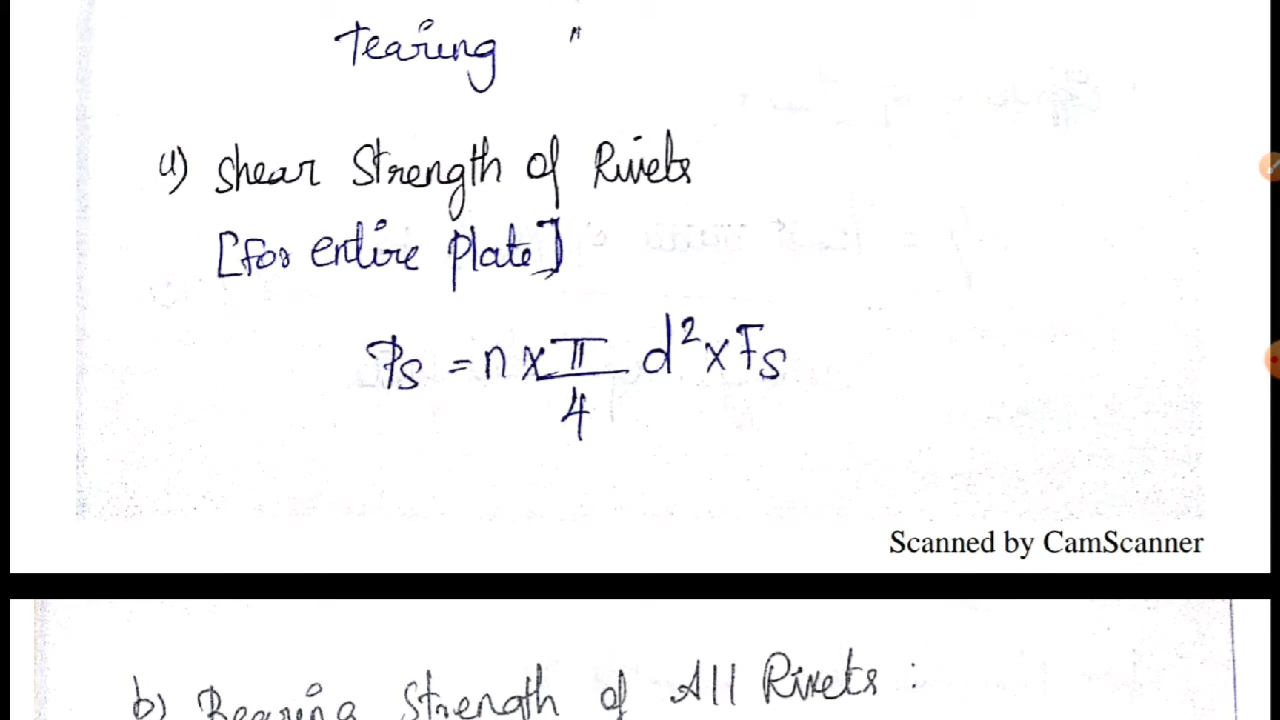 Tearing "
a) Shear Strength of Rivets
[for entire plate]
Ps = n x π/4 d² x Fs
Scanned by CamScanner
b) Bearing Strength of All Rivets :